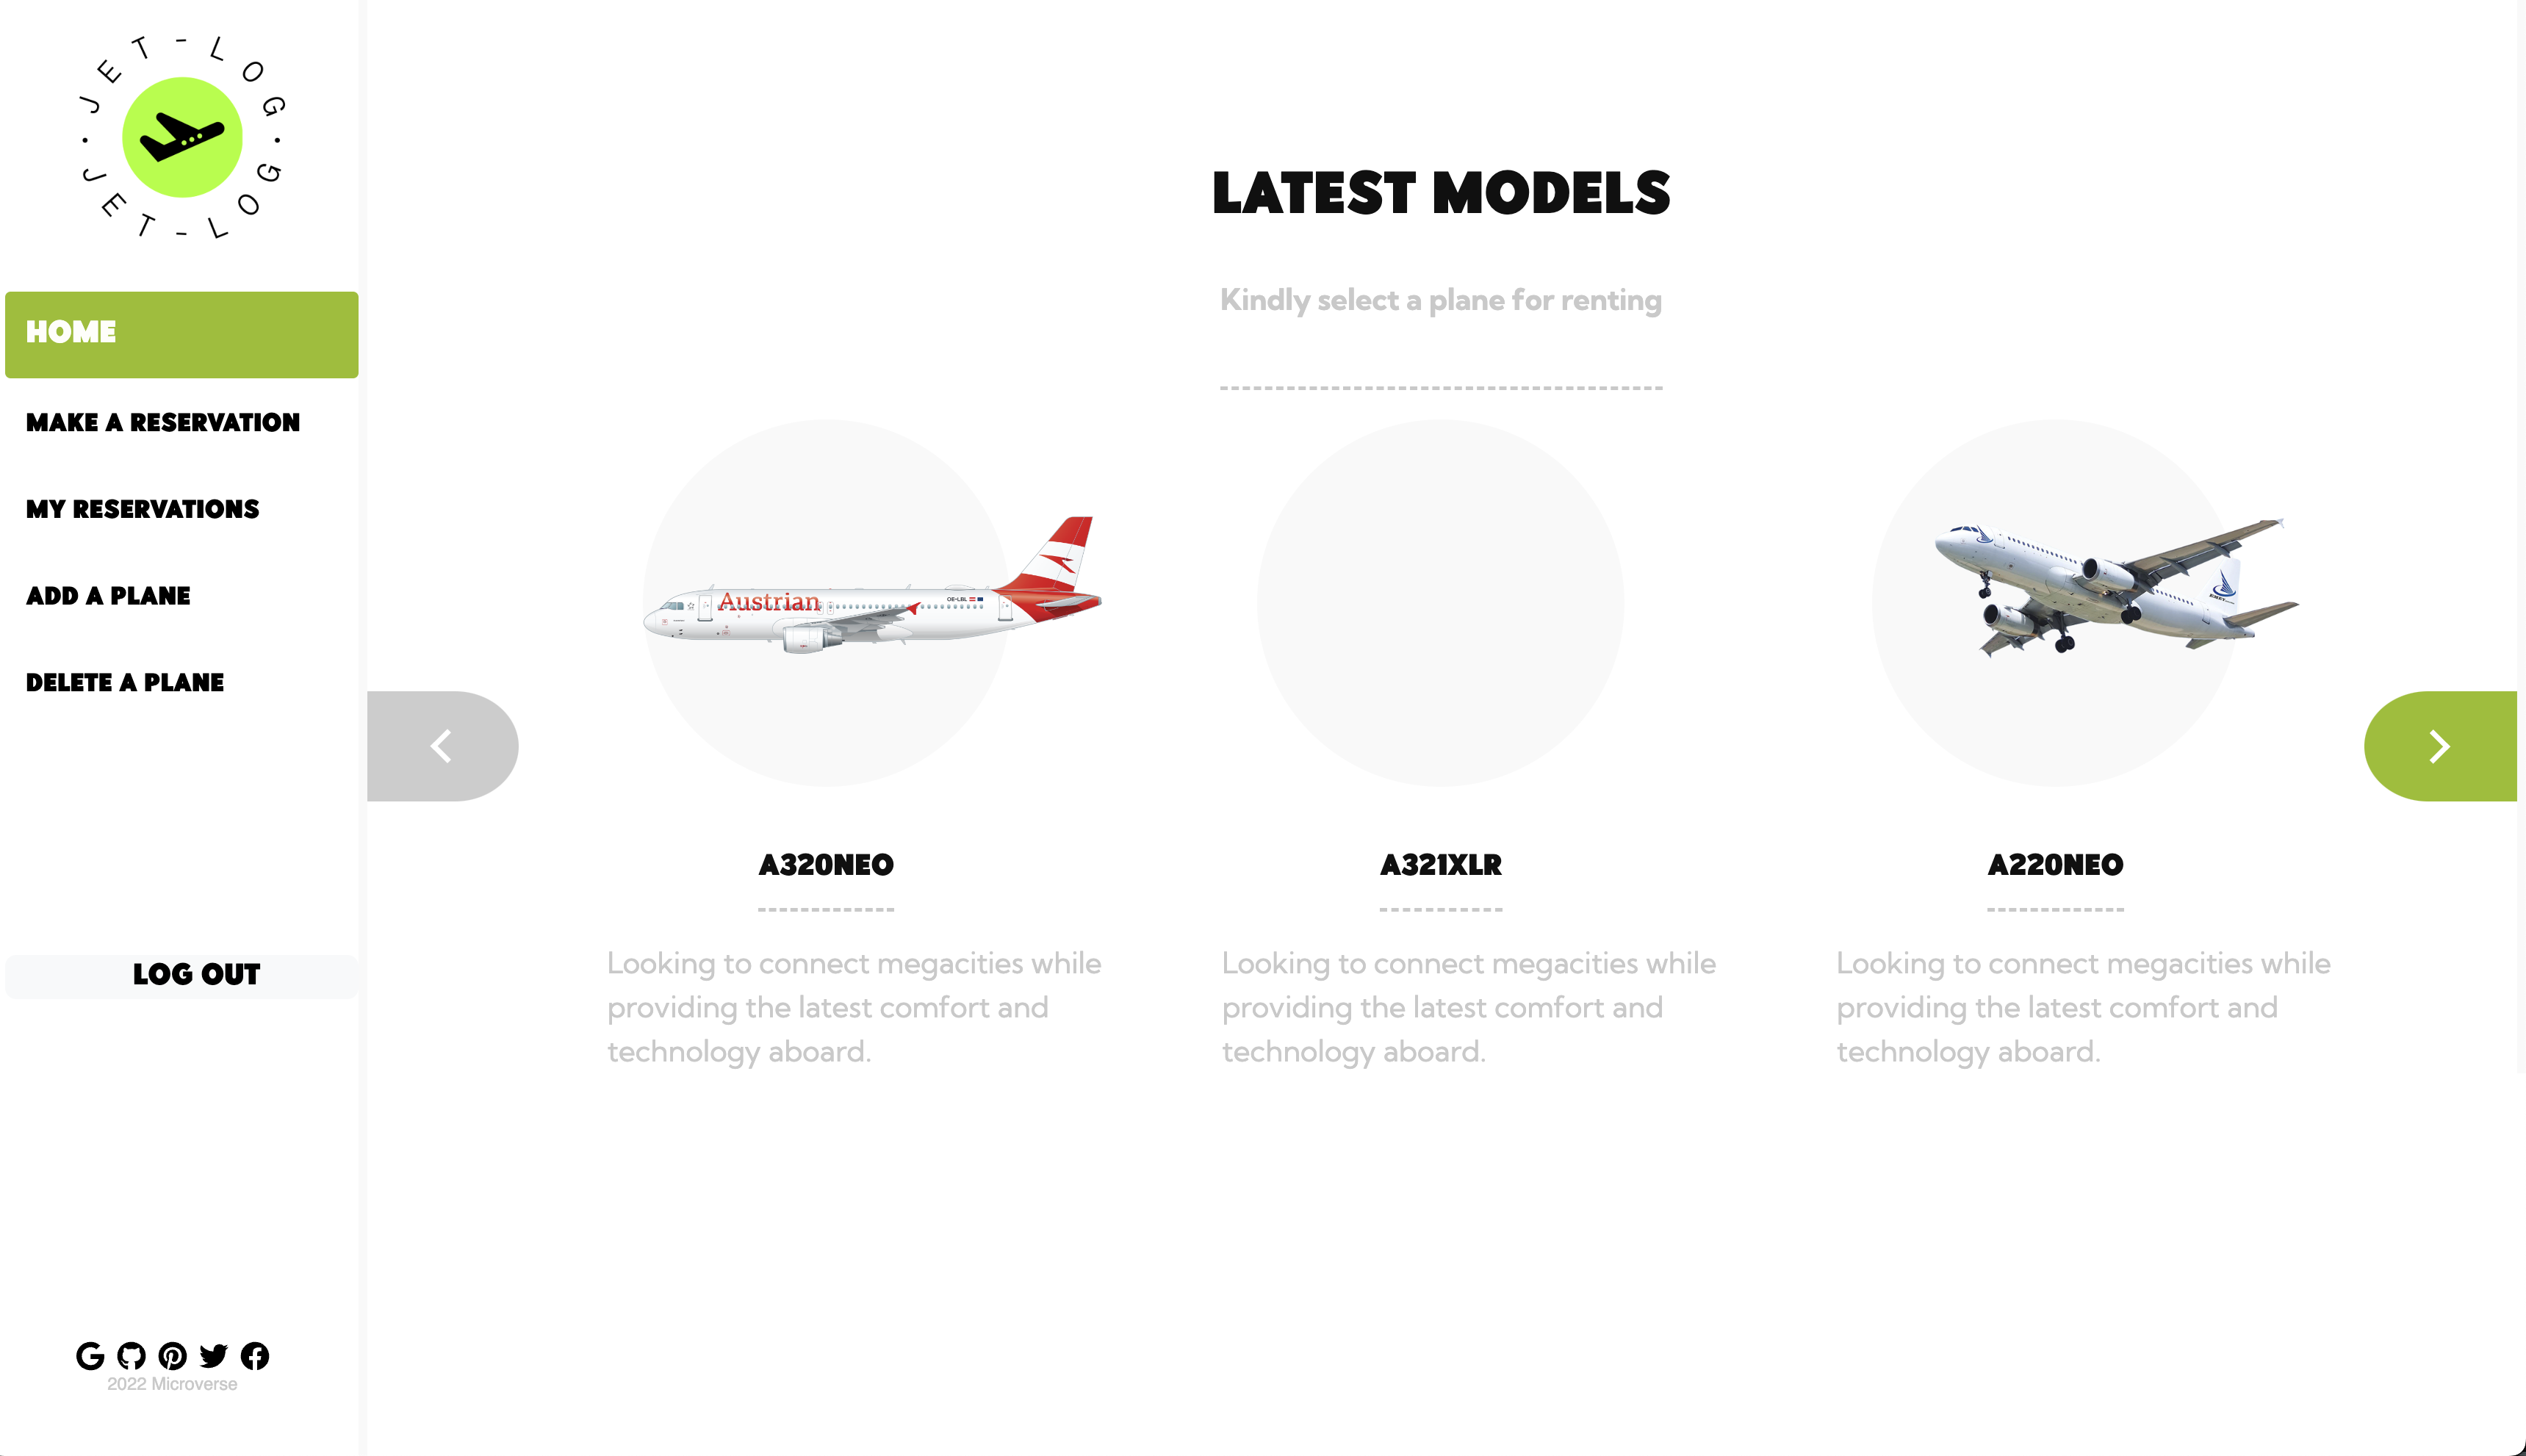 JET-LOG · JET-LOG ·
HOME
MAKE A RESERVATION
MY RESERVATIONS
ADD A PLANE
DELETE A PLANE
LOG OUT
2022 Microverse
LATEST MODELS
Kindly select a plane for renting
Austrian
OE-LBL
A320NEO
Looking to connect megacities while
providing the latest comfort and
technology aboard.
A321XLR
Looking to connect megacities while
providing the latest comfort and
technology aboard.
A220NEO
Looking to connect megacities while
providing the latest comfort and
technology aboard.